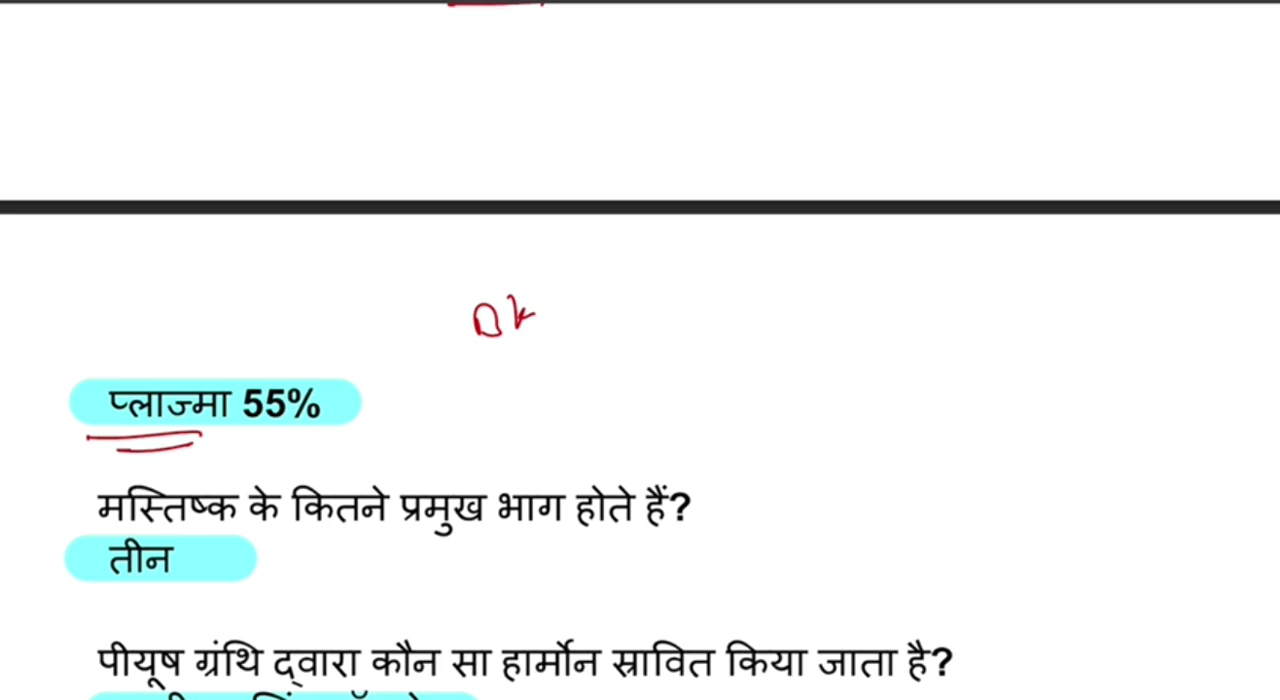 प्लाज्मा 55%
मस्तिष्क के कितने प्रमुख भाग होते हैं?
तीन
पीयूष ग्रंथि द्वारा कौन सा हार्मोन स्रावित किया जाता है?